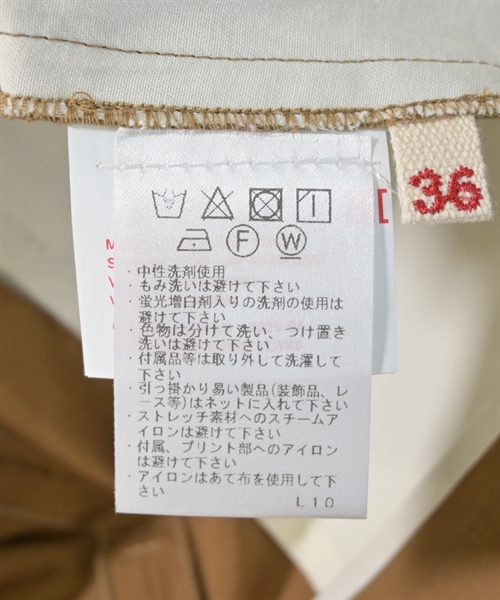 36
F W
・中性洗剤使用
・もみ洗いは避けて下さい
・蛍光増白剤入りの洗剤の使用は
避けて下さい
・色物は分けて洗い、つけ置き
洗いは避けて下さい
・付属品等は取り外して洗濯して
下さい
・引っ掛かり易い製品(装飾品、レ
ース等)はネットに入れて下さい
・ストレッチ素材へのスチームア
イロンは避けて下さい
・付属、プリント部へのアイロン
は避けて下さい
・アイロンはあて布を使用して下
さい
L10